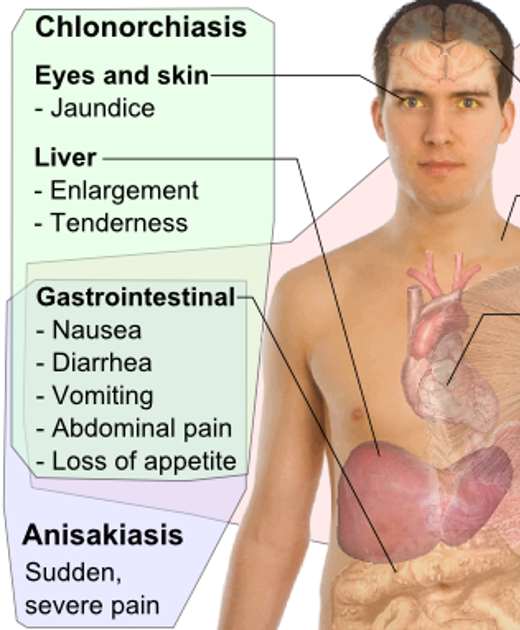 Chlonorchiasis
Eyes and skin
- Jaundice
Liver
- Enlargement
- Tenderness
Gastrointestinal
- Nausea
- Diarrhea
- Vomiting
- Abdominal pain
- Loss of appetite
Anisakiasis
Sudden,
severe pain